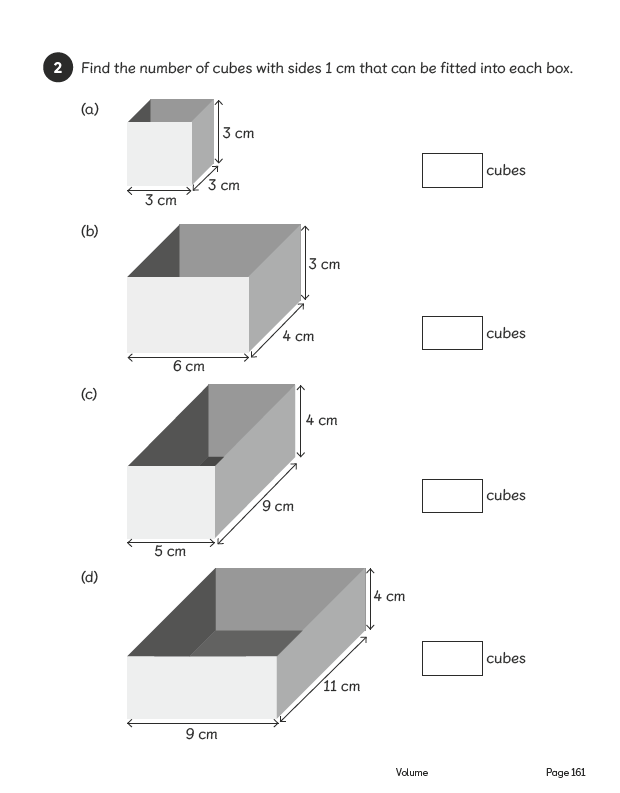 2 Find the number of cubes with sides 1 cm that can be fitted into each box.
(a)
3 cm
3 cm
3 cm
cubes
(b)
3 cm
4 cm
6 cm
cubes
(c)
4 cm
9 cm
5 cm
cubes
(d)
4 cm
11 cm
9 cm
cubes
Volume Page 161